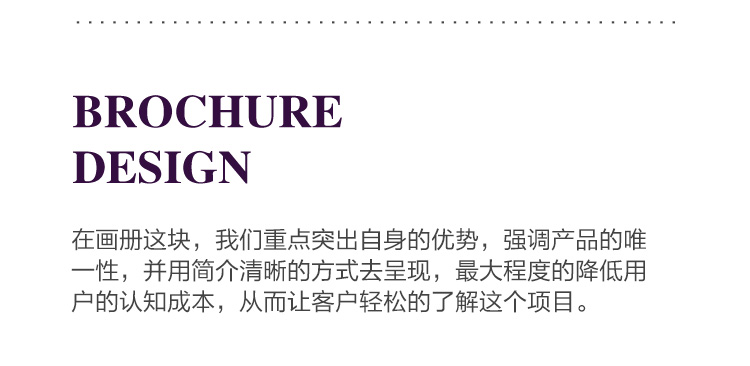 BROCHURE
DESIGN
在画册这块，我们重点突出自身的优势，强调产品的唯
一性，并用简介清晰的方式去呈现，最大程度的降低用
户的认知成本，从而让客户轻松的了解这个项目。